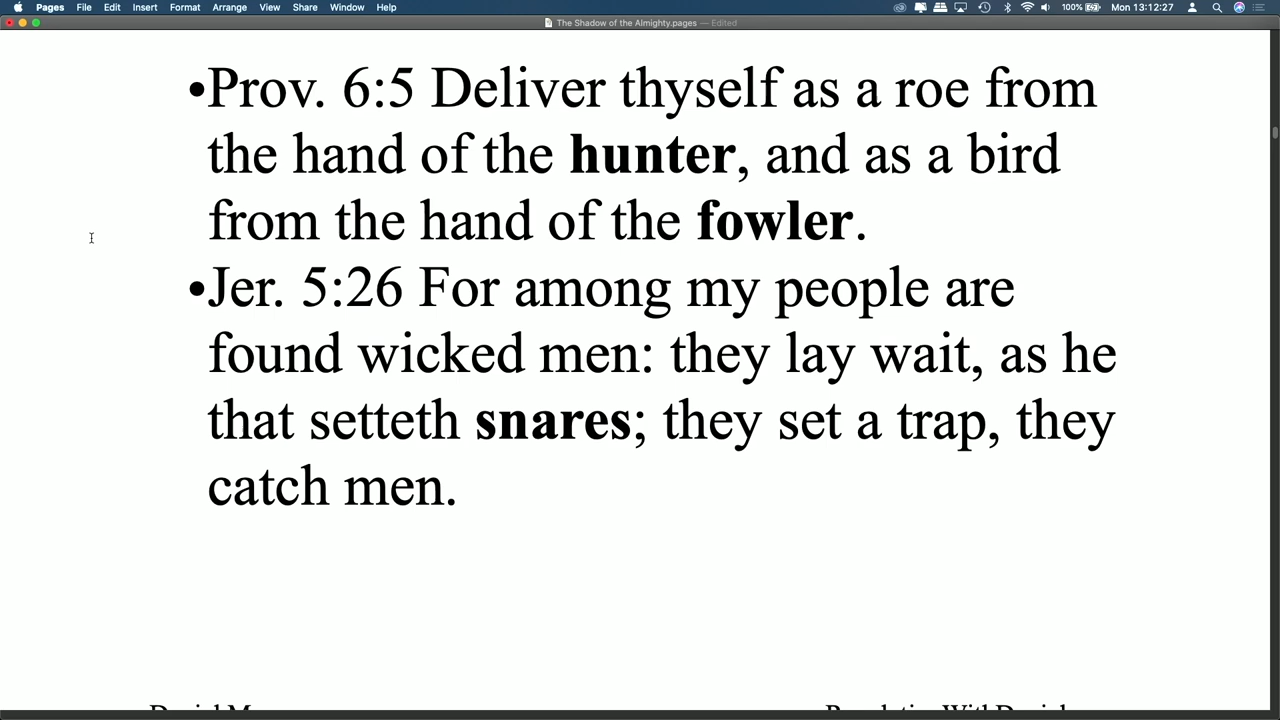 Pages File Edit Insert Format Arrange View Share Window Help 100% Mon 13:12:27
The Shadow of the Almighty.pages — Edited
•Prov. 6:5 Deliver thyself as a roe from
the hand of the hunter, and as a bird
from the hand of the fowler.
•Jer. 5:26 For among my people are
found wicked men: they lay wait, as he
that setteth snares; they set a trap, they
catch men.